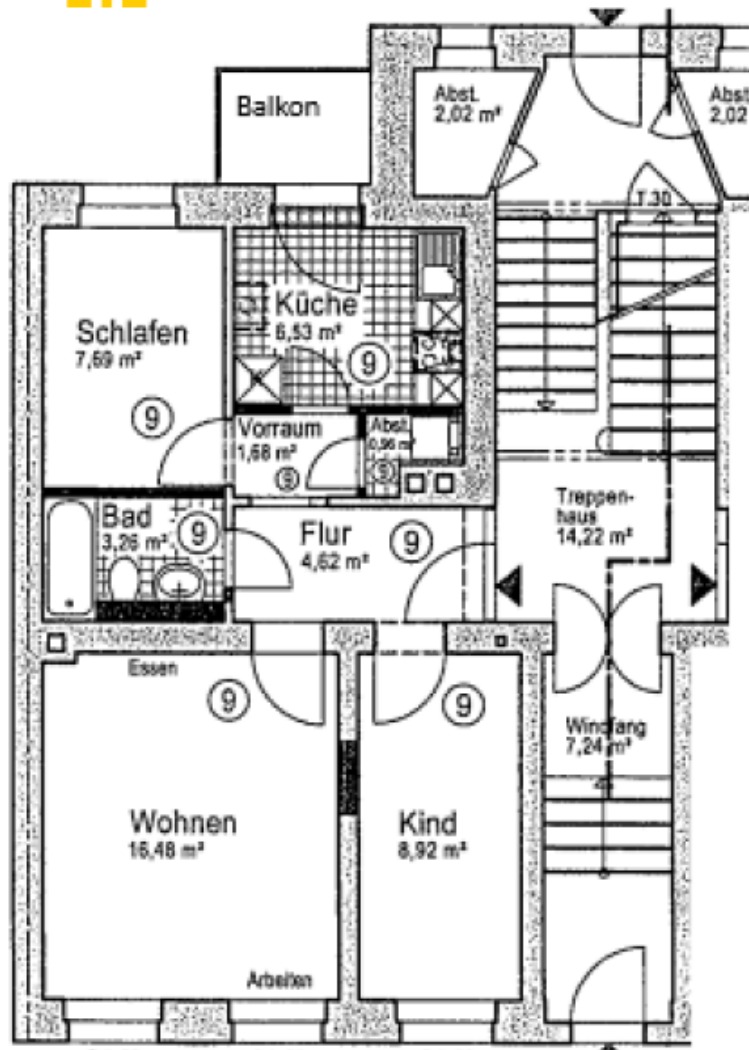 Balkon
Abst.
2,02 m²
Abst.
2,02
T.30
Küche
6,53 m²
9
Schlafen
7,69 m²
9
Vorraum
1,68 m²
9
Abst.
0,96 m²
9
Bad
3,26 m²
9
Flur
4,62 m²
9
Treppen-
haus
14,22 m²
Essen
9
Wohnen
16,48 m²
Arbeiten
9
Kind
8,92 m²
Windfang
7,24 m²